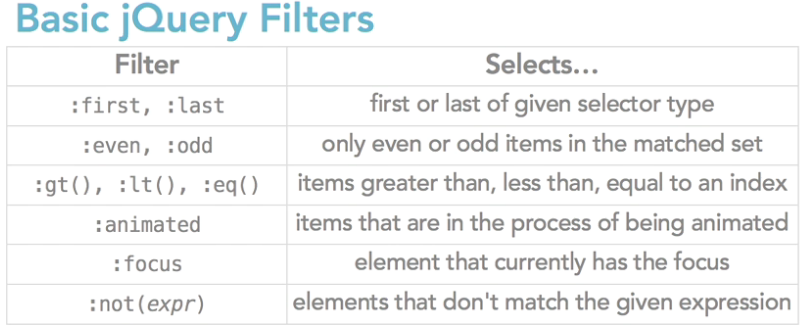 Basic jQuery Filters
Filter Selects...
:first, :last first or last of given selector type
:even, :odd only even or odd items in the matched set
:gt(), :lt(), :eq() items greater than, less than, equal to an index
:animated items that are in the process of being animated
:focus element that currently has the focus
:not(expr) elements that don't match the given expression